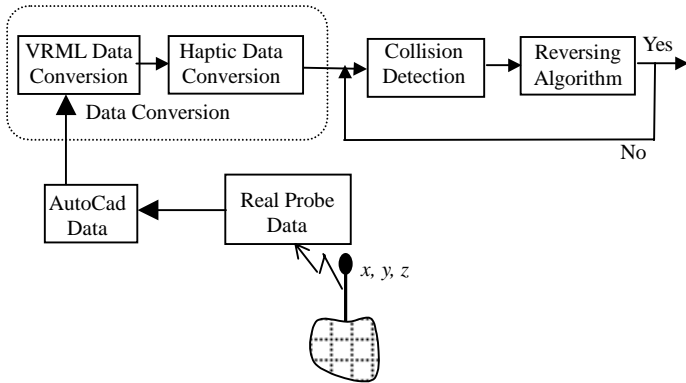 VRML Data
Conversion
Haptic Data
Conversion
Collision
Detection
Reversing
Algorithm
Yes
Data Conversion
No
AutoCad
Data
Real Probe
Data
x, y, z